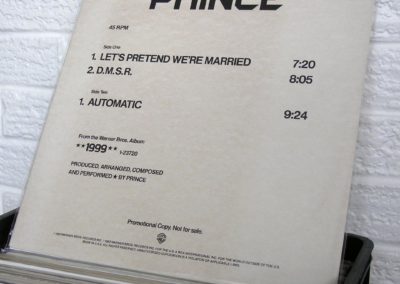 PRINCE
45 RPM
Side One
1. LET'S PRETEND WE'RE MARRIED 7:20
2. D.M.S.R. 8:05
Side Two
1. AUTOMATIC 9:24
From the Warner Bros. Album:
**1999** 1-23720
PRODUCED, ARRANGED, COMPOSED
AND PERFORMED ★ BY PRINCE
Promotional Copy. Not for sale.